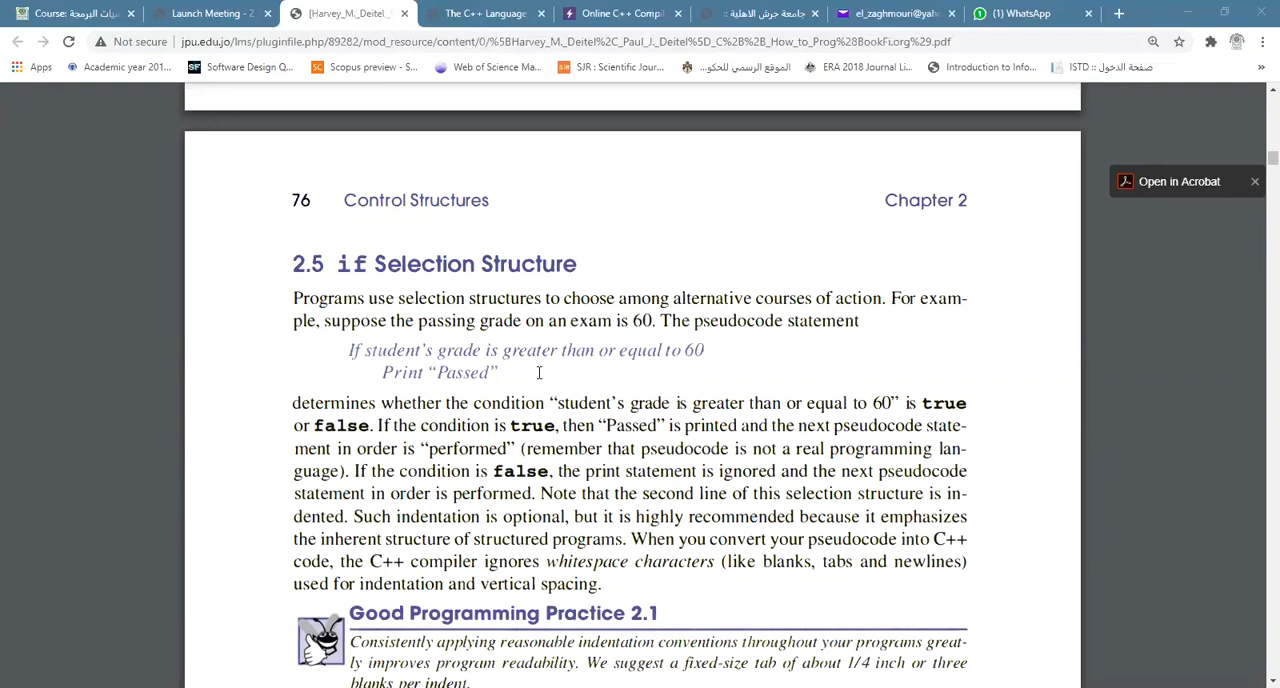 Course: أساسيات البرمجة
Launch Meeting - Z
[Harvey_M._Deitel_
The C++ Language
Online C++ Compil
جامعة جرش الاهلية ::
el_zaghmouri@yah
(1) WhatsApp
Not secure | jpu.edu.jo/lms/pluginfile.php/89282/mod_resource/content/0/%5BHarvey_M._Deitel%2C_Paul_J._Deitel%5D_C%2B%2B_How_to_Prog%28BookFi.org%29.pdf
Apps
Academy year 201...
Software Design Q...
Scopus preview - S...
Web of Science Ma...
SJR : Scientific Jour...
الموقع الرسمي للحكو...
ERA 2018 Journal Li...
Introduction to Info...
ISTD :: صفحة الدخول
»
Open in Acrobat
76 Control Structures Chapter 2
2.5 if Selection Structure
Programs use selection structures to choose among alternative courses of action. For exam-
ple, suppose the passing grade on an exam is 60. The pseudocode statement
If student's grade is greater than or equal to 60
Print “Passed”
determines whether the condition “student's grade is greater than or equal to 60” is true
or false. If the condition is true, then “Passed” is printed and the next pseudocode state-
ment in order is “performed” (remember that pseudocode is not a real programming lan-
guage). If the condition is false, the print statement is ignored and the next pseudocode
statement in order is performed. Note that the second line of this selection structure is in-
dented. Such indentation is optional, but it is highly recommended because it emphasizes
the inherent structure of structured programs. When you convert your pseudocode into C++
code, the C++ compiler ignores whitespace characters (like blanks, tabs and newlines)
used for indentation and vertical spacing.
Good Programming Practice 2.1
Consistently applying reasonable indentation conventions throughout your programs great-
ly improves program readability. We suggest a fixed-size tab of about 1/4 inch or three
blanks per indent.